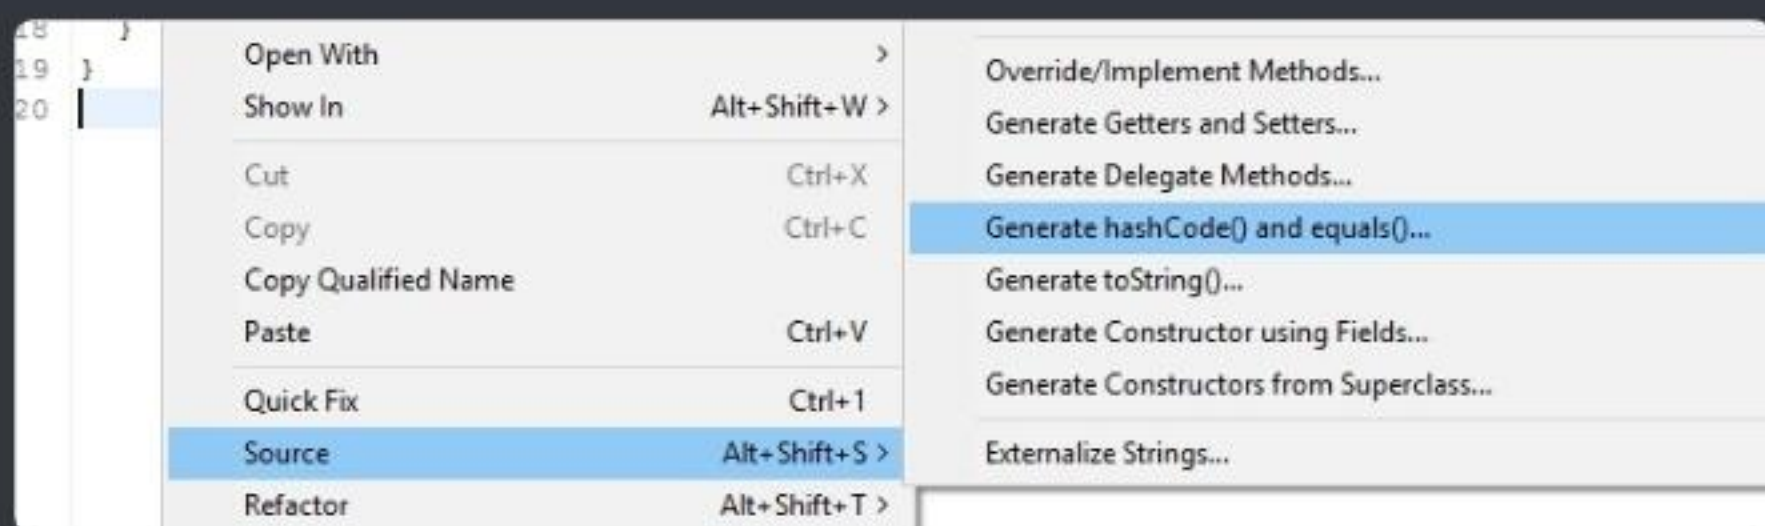 18 }
19 }
20
Open With >
Show In Alt+Shift+W >
Cut Ctrl+X
Copy Ctrl+C
Copy Qualified Name
Paste Ctrl+V
Quick Fix Ctrl+1
Source Alt+Shift+S >
Refactor Alt+Shift+T >
Override/Implement Methods...
Generate Getters and Setters...
Generate Delegate Methods...
Generate hashCode() and equals()...
Generate toString()...
Generate Constructor using Fields...
Generate Constructors from Superclass...
Externalize Strings...